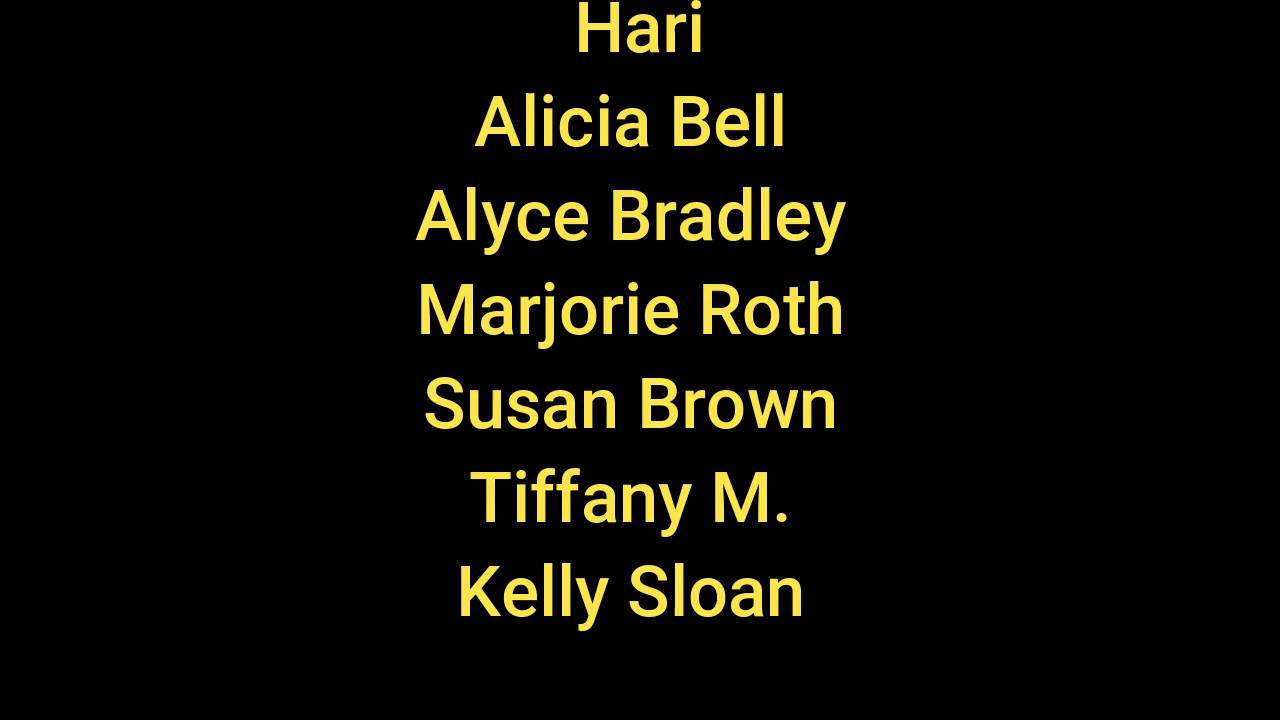 Hari
Alicia Bell
Alyce Bradley
Marjorie Roth
Susan Brown
Tiffany M.
Kelly Sloan